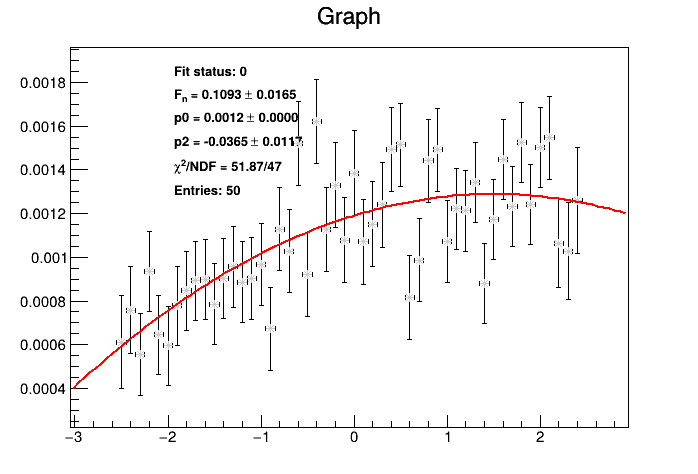 Graph
Fit status: 0
Fn = 0.1093 ± 0.0165
p0 = 0.0012 ± 0.0000
p2 = -0.0365 ± 0.0117
χ2/NDF = 51.87/47
Entries: 50
0.0018
0.0016
0.0014
0.0012
0.001
0.0008
0.0006
0.0004
−3 −2 −1 0 1 2